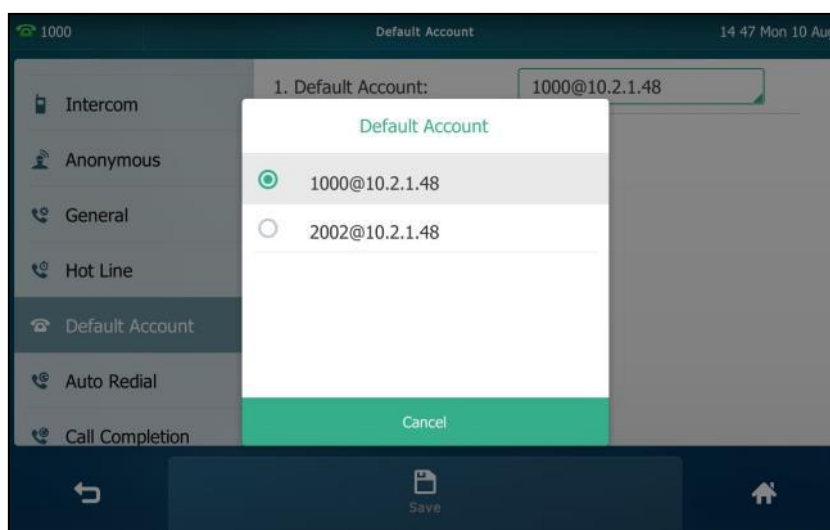 1000 Default Account 14 47 Mon 10 Aug
Intercom
Anonymous
General
Hot Line
Default Account
Auto Redial
Call Completion
1. Default Account: 1000@10.2.1.48
Default Account
1000@10.2.1.48
2002@10.2.1.48
Cancel
Save